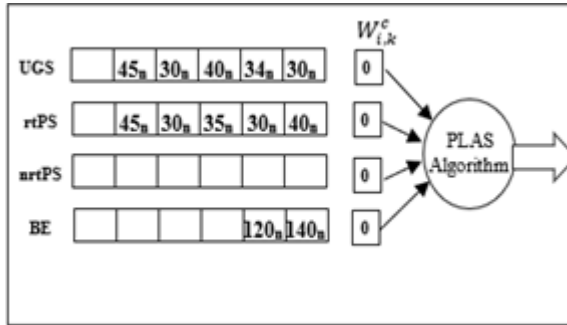 W^c_{i,k}
UGS 45n 30n 40n 34n 30n 0
rtPS 45n 30n 35n 30n 40n 0
nrtPS 0
BE 120n 140n 0
PLAS
Algorithm